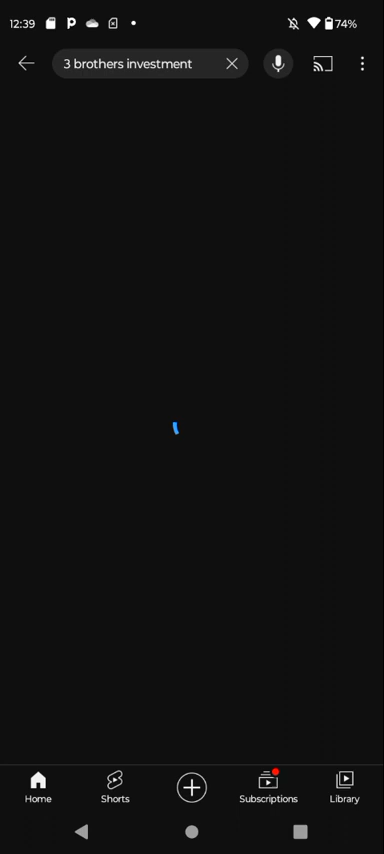 12:39
74%
3 brothers investment
Home
Shorts
Subscriptions
Library